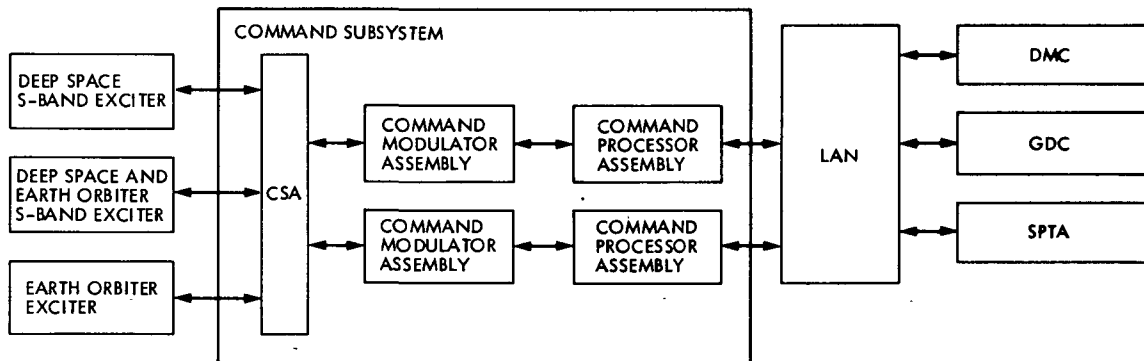 COMMAND SUBSYSTEM
DEEP SPACE
S-BAND EXCITER
DEEP SPACE AND
EARTH ORBITER
S-BAND EXCITER
EARTH ORBITER
EXCITER
CSA
COMMAND
MODULATOR
ASSEMBLY
COMMAND
PROCESSOR
ASSEMBLY
COMMAND
MODULATOR
ASSEMBLY
COMMAND
PROCESSOR
ASSEMBLY
LAN
DMC
GDC
SPTA